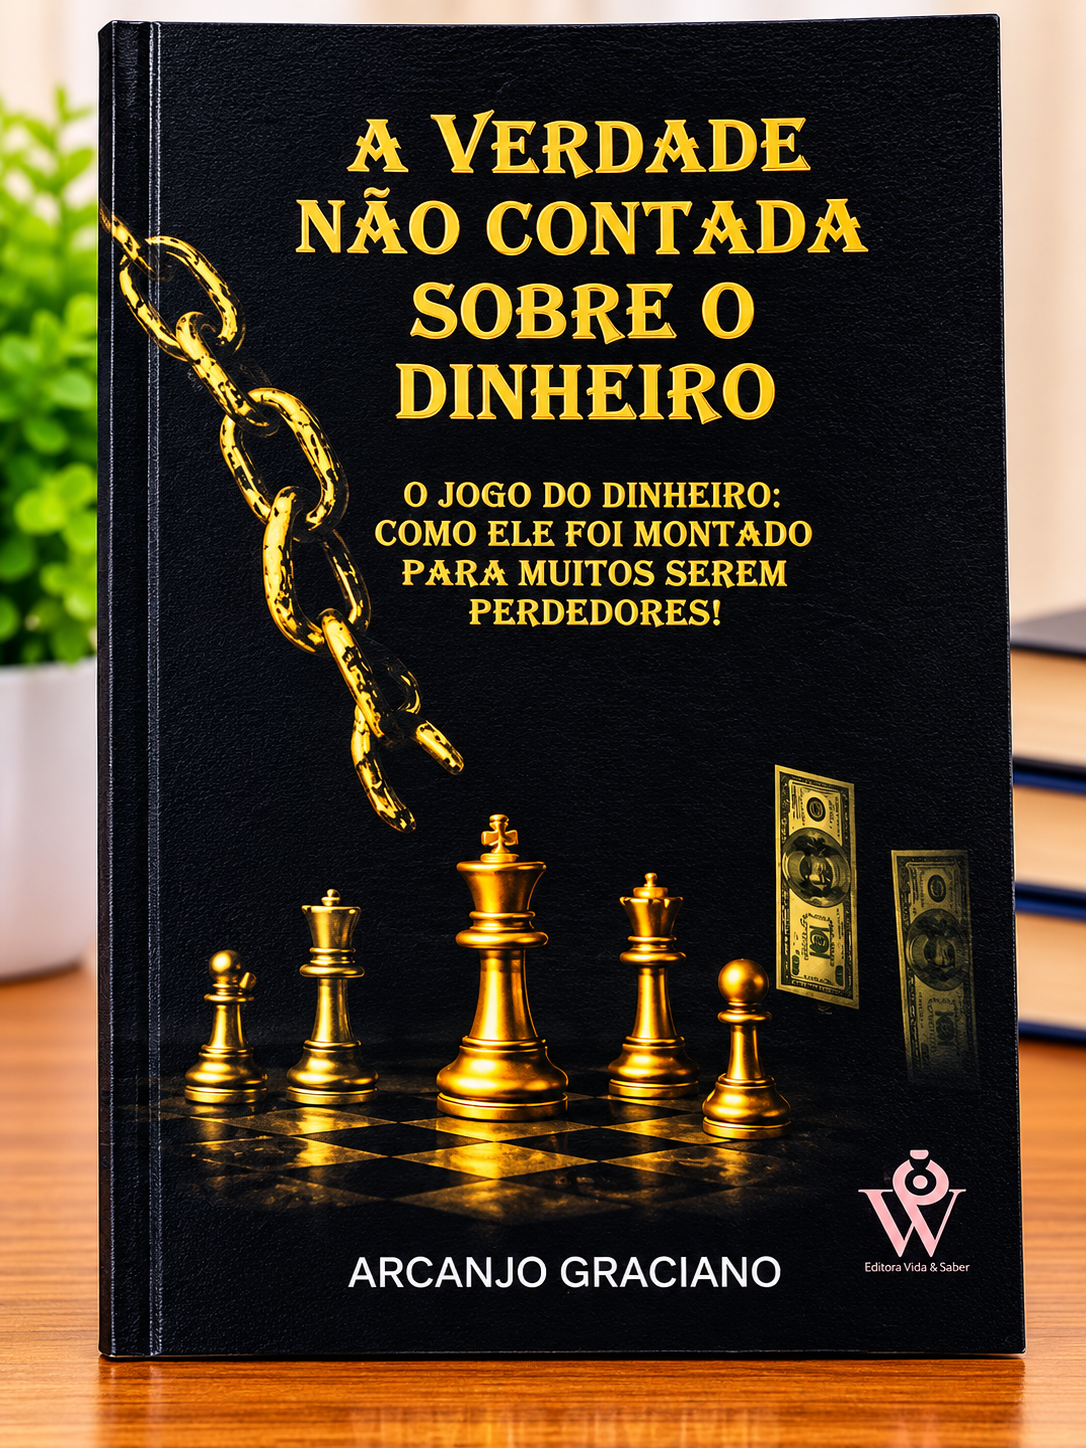 A VERDADE
NÃO CONTADA
SOBRE O
DINHEIRO
O JOGO DO DINHEIRO:
COMO ELE FOI MONTADO
PARA MUITOS SEREM
PERDEDORES!
ARCANJO GRACIANO
Editora Vida & Saber